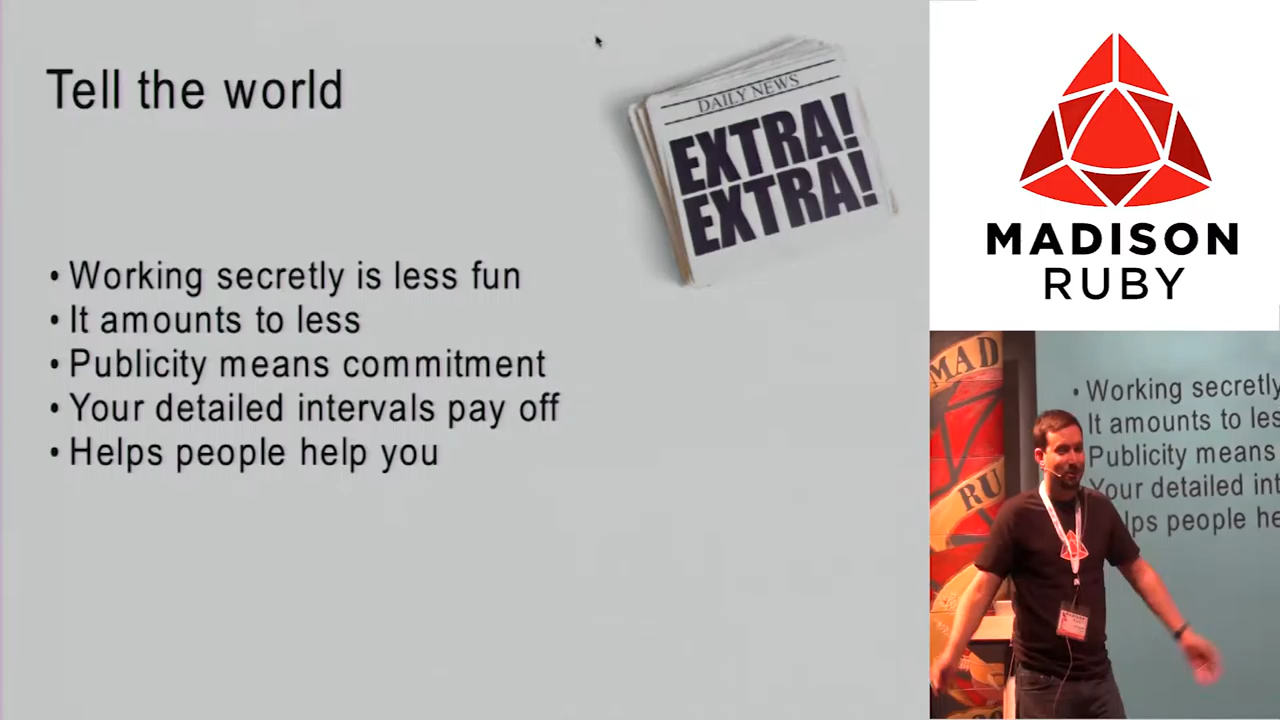 Tell the world
DAILY NEWS
EXTRA!
EXTRA!
• Working secretly is less fun
• It amounts to less
• Publicity means commitment
• Your detailed intervals pay off
• Helps people help you
MADISON
RUBY
MAD
RU
• Working secretly
It amounts to les
Publicity means
Your detailed int
lps people he